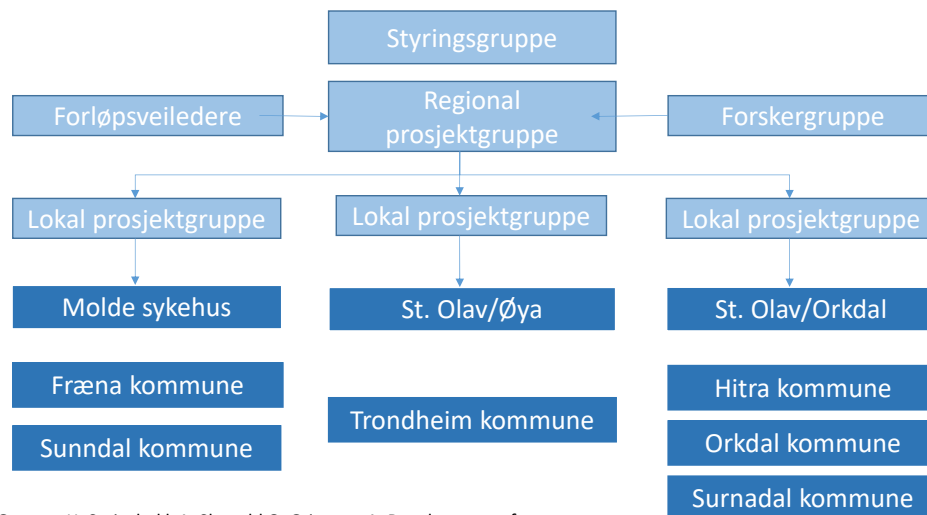 Styringsgruppe
Forløpsveiledere
Regional
prosjektgruppe
Forskergruppe
Lokal prosjektgruppe
Lokal prosjektgruppe
Lokal prosjektgruppe
Molde sykehus
St. Olav/Øya
St. Olav/Orkdal
Fræna kommune
Trondheim kommune
Hitra kommune
Sunndal kommune
Orkdal kommune
Surnadal kommune